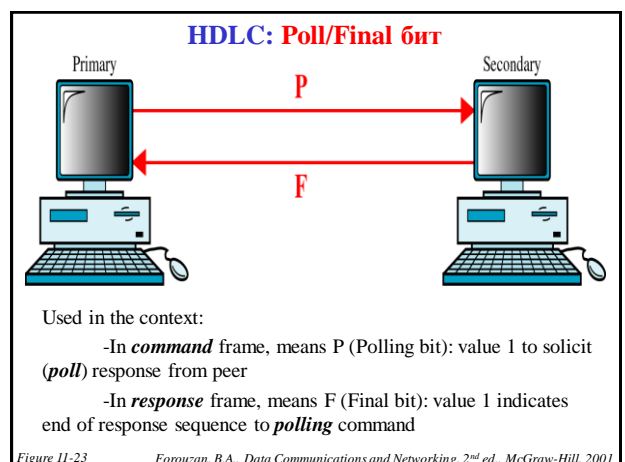 HDLC: Poll/Final бит
Primary
Secondary
P
F
Used in the context:
-In command frame, means P (Polling bit): value 1 to solicit
(poll) response from peer
-In response frame, means F (Final bit): value 1 indicates
end of response sequence to polling command
Figure 11-23
Forouzan, B.A., Data Communications and Networking, 2nd ed., McGraw-Hill, 2001